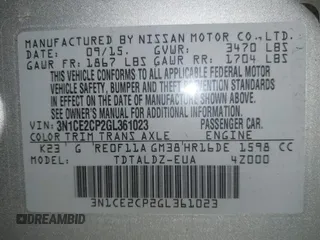 MANUFACTURED BY NISSAN MOTOR CO.,LTD.
DATE: 09/15. GVWR: 3470 LBS
GAWR FR: 1867 LBS GAWR RR: 1704 LBS
THIS VEHICLE CONFORMS TO ALL APPLICABLE FEDERAL MOTOR
VEHICLE SAFETY, BUMPER, AND THEFT PREVENTION STANDARDS
IN EFFECT ON THE DATE OF MANUFACTURE SHOWN ABOVE.
SEE OWNER'S MANUAL FOR ADDITIONAL INFORMATION.
VIN: 3N1CE2CP2GL361023 PASSENGER CAR.
COLOR TRIM TRANS AXLE ENGINE
K23 G RE0F11A GM38 HR16DE 1598 CC
MODEL: TDTALDZ-EUA 4Z000
3N1CE2CP2GL361023
DREAMBID